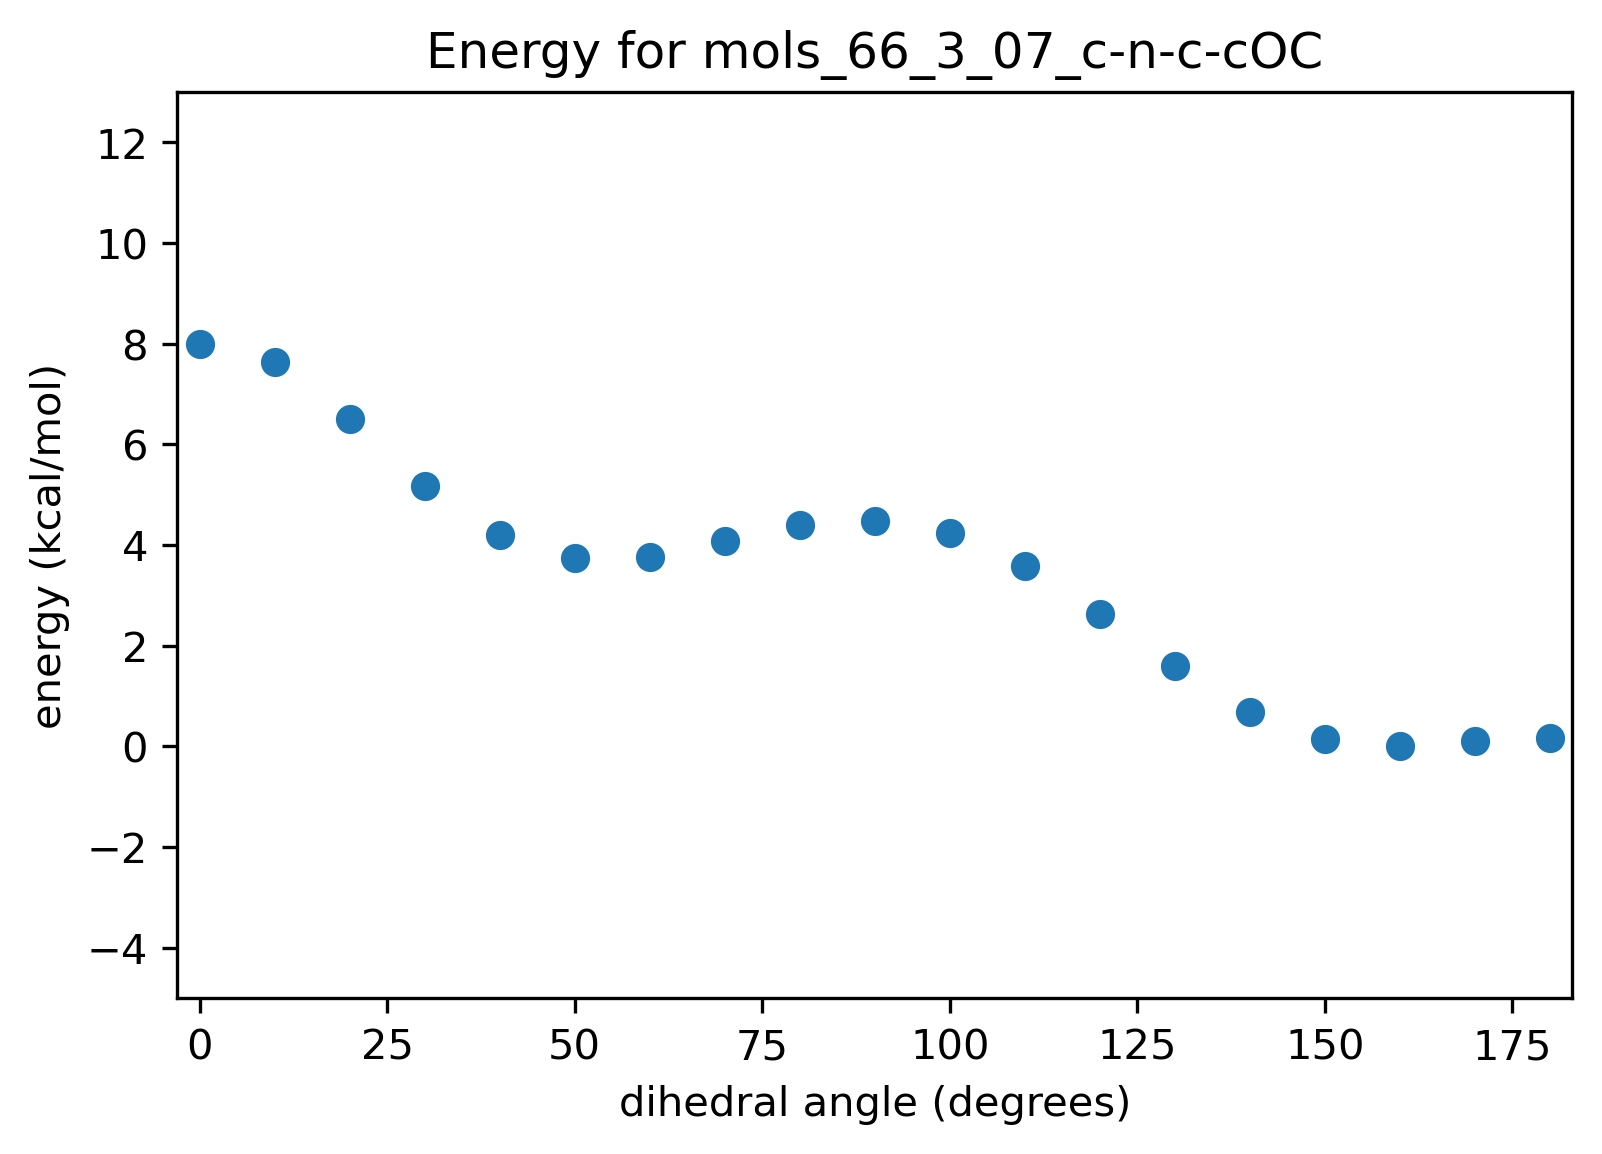 Energy for mols_66_3_07_c-n-c-cOC
12
10
8
6
4
2
0
−2
−4
energy (kcal/mol)
0 25 50 75 100 125 150 175
dihedral angle (degrees)